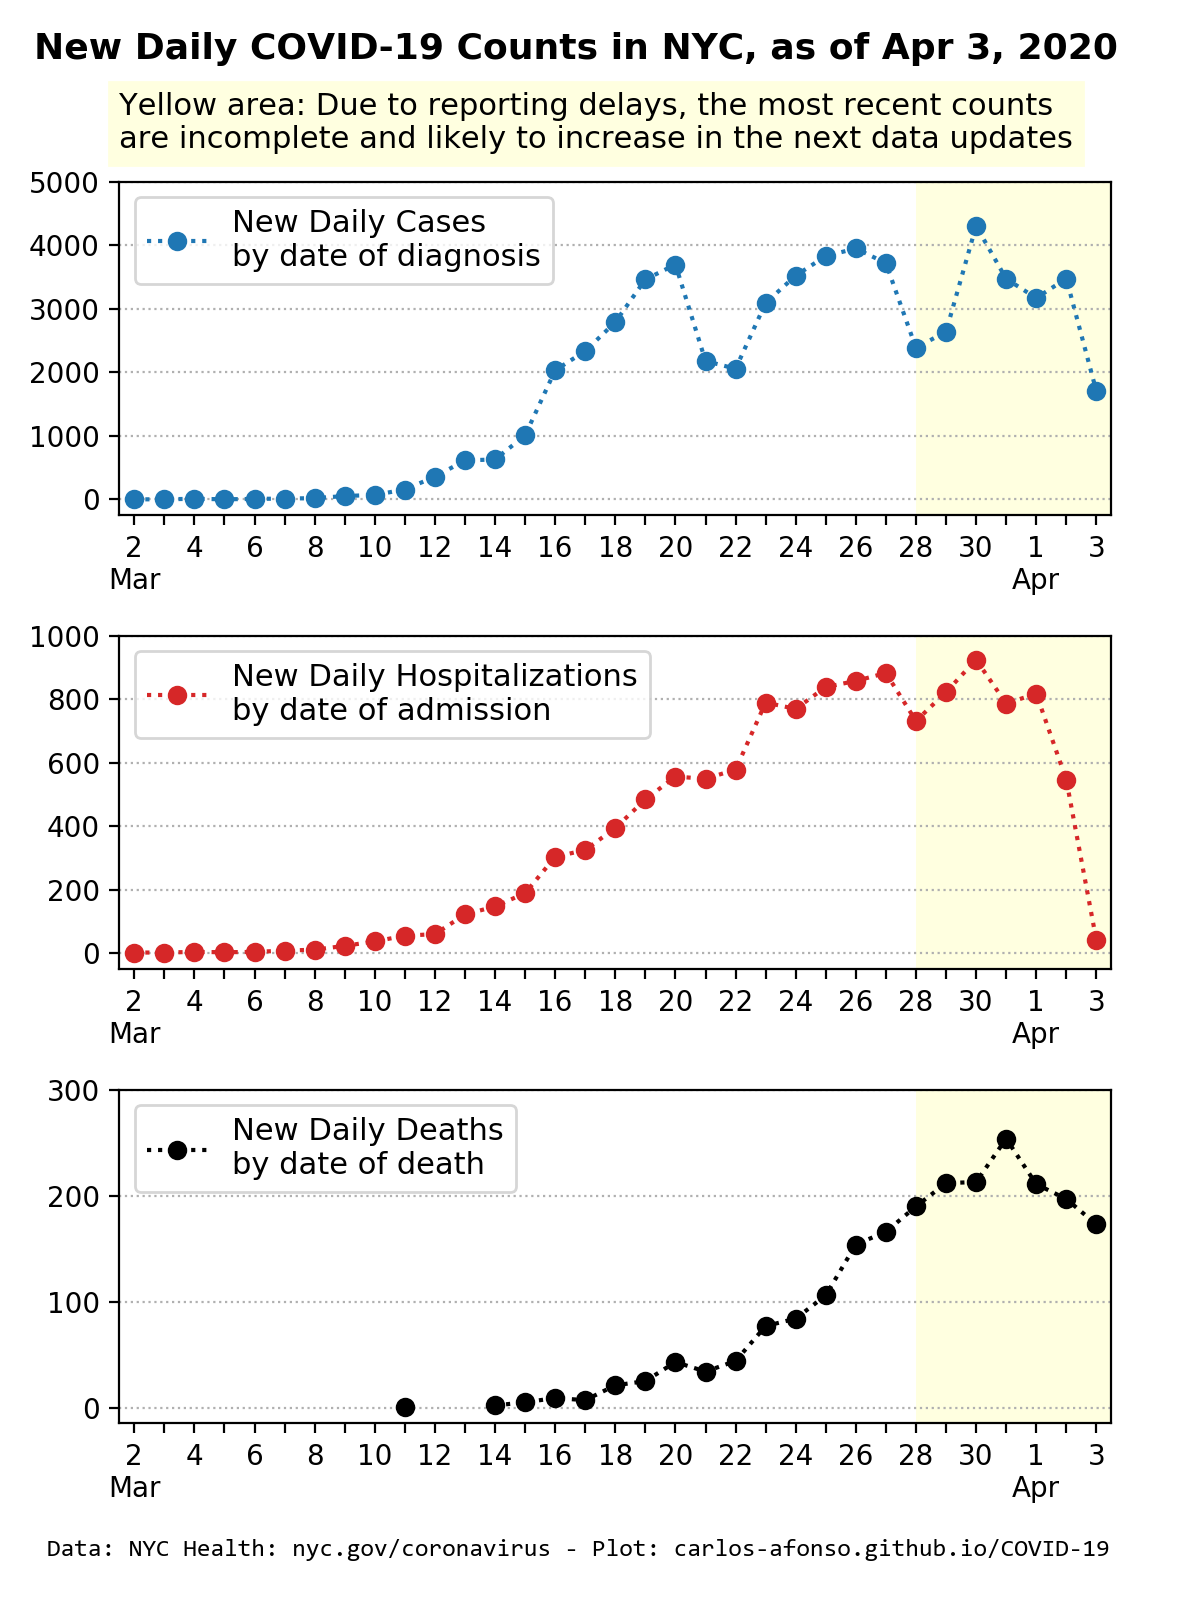 New Daily COVID-19 Counts in NYC, as of Apr 3, 2020
Yellow area: Due to reporting delays, the most recent counts
are incomplete and likely to increase in the next data updates
5000
4000
3000
2000
1000
0
New Daily Cases
by date of diagnosis
2 4 6 8 10 12 14 16 18 20 22 24 26 28 30 1 3
Mar Apr
1000
800
600
400
200
0
New Daily Hospitalizations
by date of admission
2 4 6 8 10 12 14 16 18 20 22 24 26 28 30 1 3
Mar Apr
300
200
100
0
New Daily Deaths
by date of death
2 4 6 8 10 12 14 16 18 20 22 24 26 28 30 1 3
Mar Apr
Data: NYC Health: nyc.gov/coronavirus - Plot: carlos-afonso.github.io/COVID-19